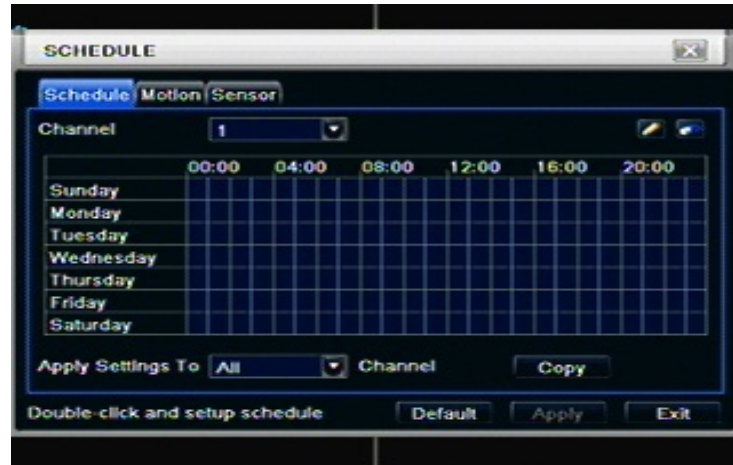 SCHEDULE
Schedule Motion Sensor
Channel 1
00:00 04:00 08:00 12:00 16:00 20:00
Sunday
Monday
Tuesday
Wednesday
Thursday
Friday
Saturday
Apply Settings To All Channel Copy
Double-click and setup schedule Default Apply Exit